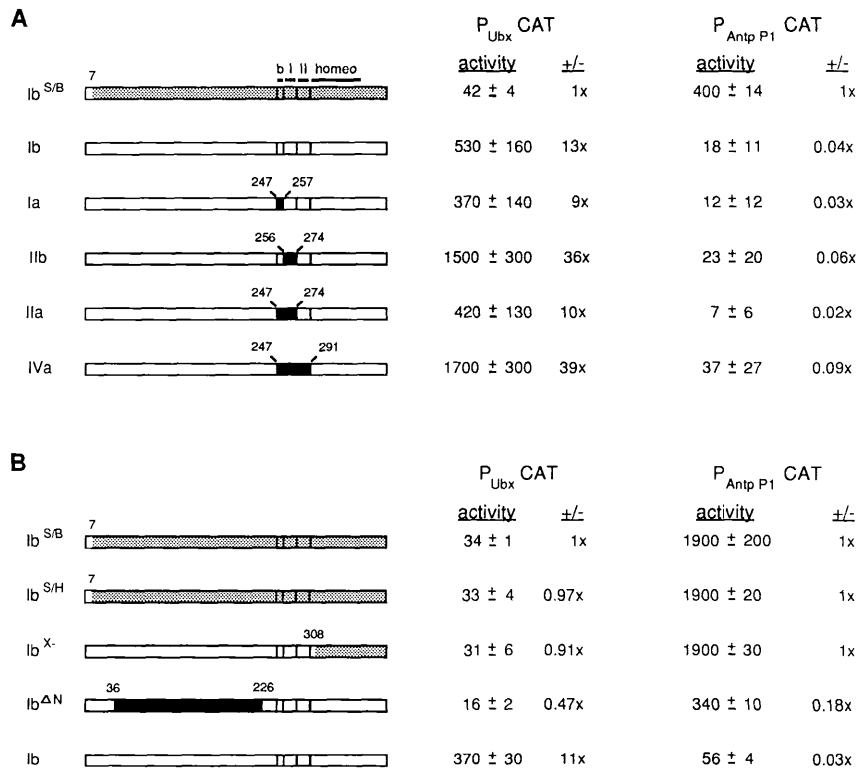 A
P Ubx CAT P Antp P1 CAT
b I II homeo
activity +/- activity +/-
7
Ib S/B 42 ± 4 1x 400 ± 14 1x
Ib 530 ± 160 13x 18 ± 11 0.04x
247 257
Ia 370 ± 140 9x 12 ± 12 0.03x
256 274
IIb 1500 ± 300 36x 23 ± 20 0.06x
247 274
IIa 420 ± 130 10x 7 ± 6 0.02x
247 291
IVa 1700 ± 300 39x 37 ± 27 0.09x
B
P Ubx CAT P Antp P1 CAT
activity +/- activity +/-
7
Ib S/B 34 ± 1 1x 1900 ± 200 1x
7
Ib S/H 33 ± 4 0.97x 1900 ± 20 1x
308
Ib X- 31 ± 6 0.91x 1900 ± 30 1x
36 226
Ib ΔN 16 ± 2 0.47x 340 ± 10 0.18x
Ib 370 ± 30 11x 56 ± 4 0.03x